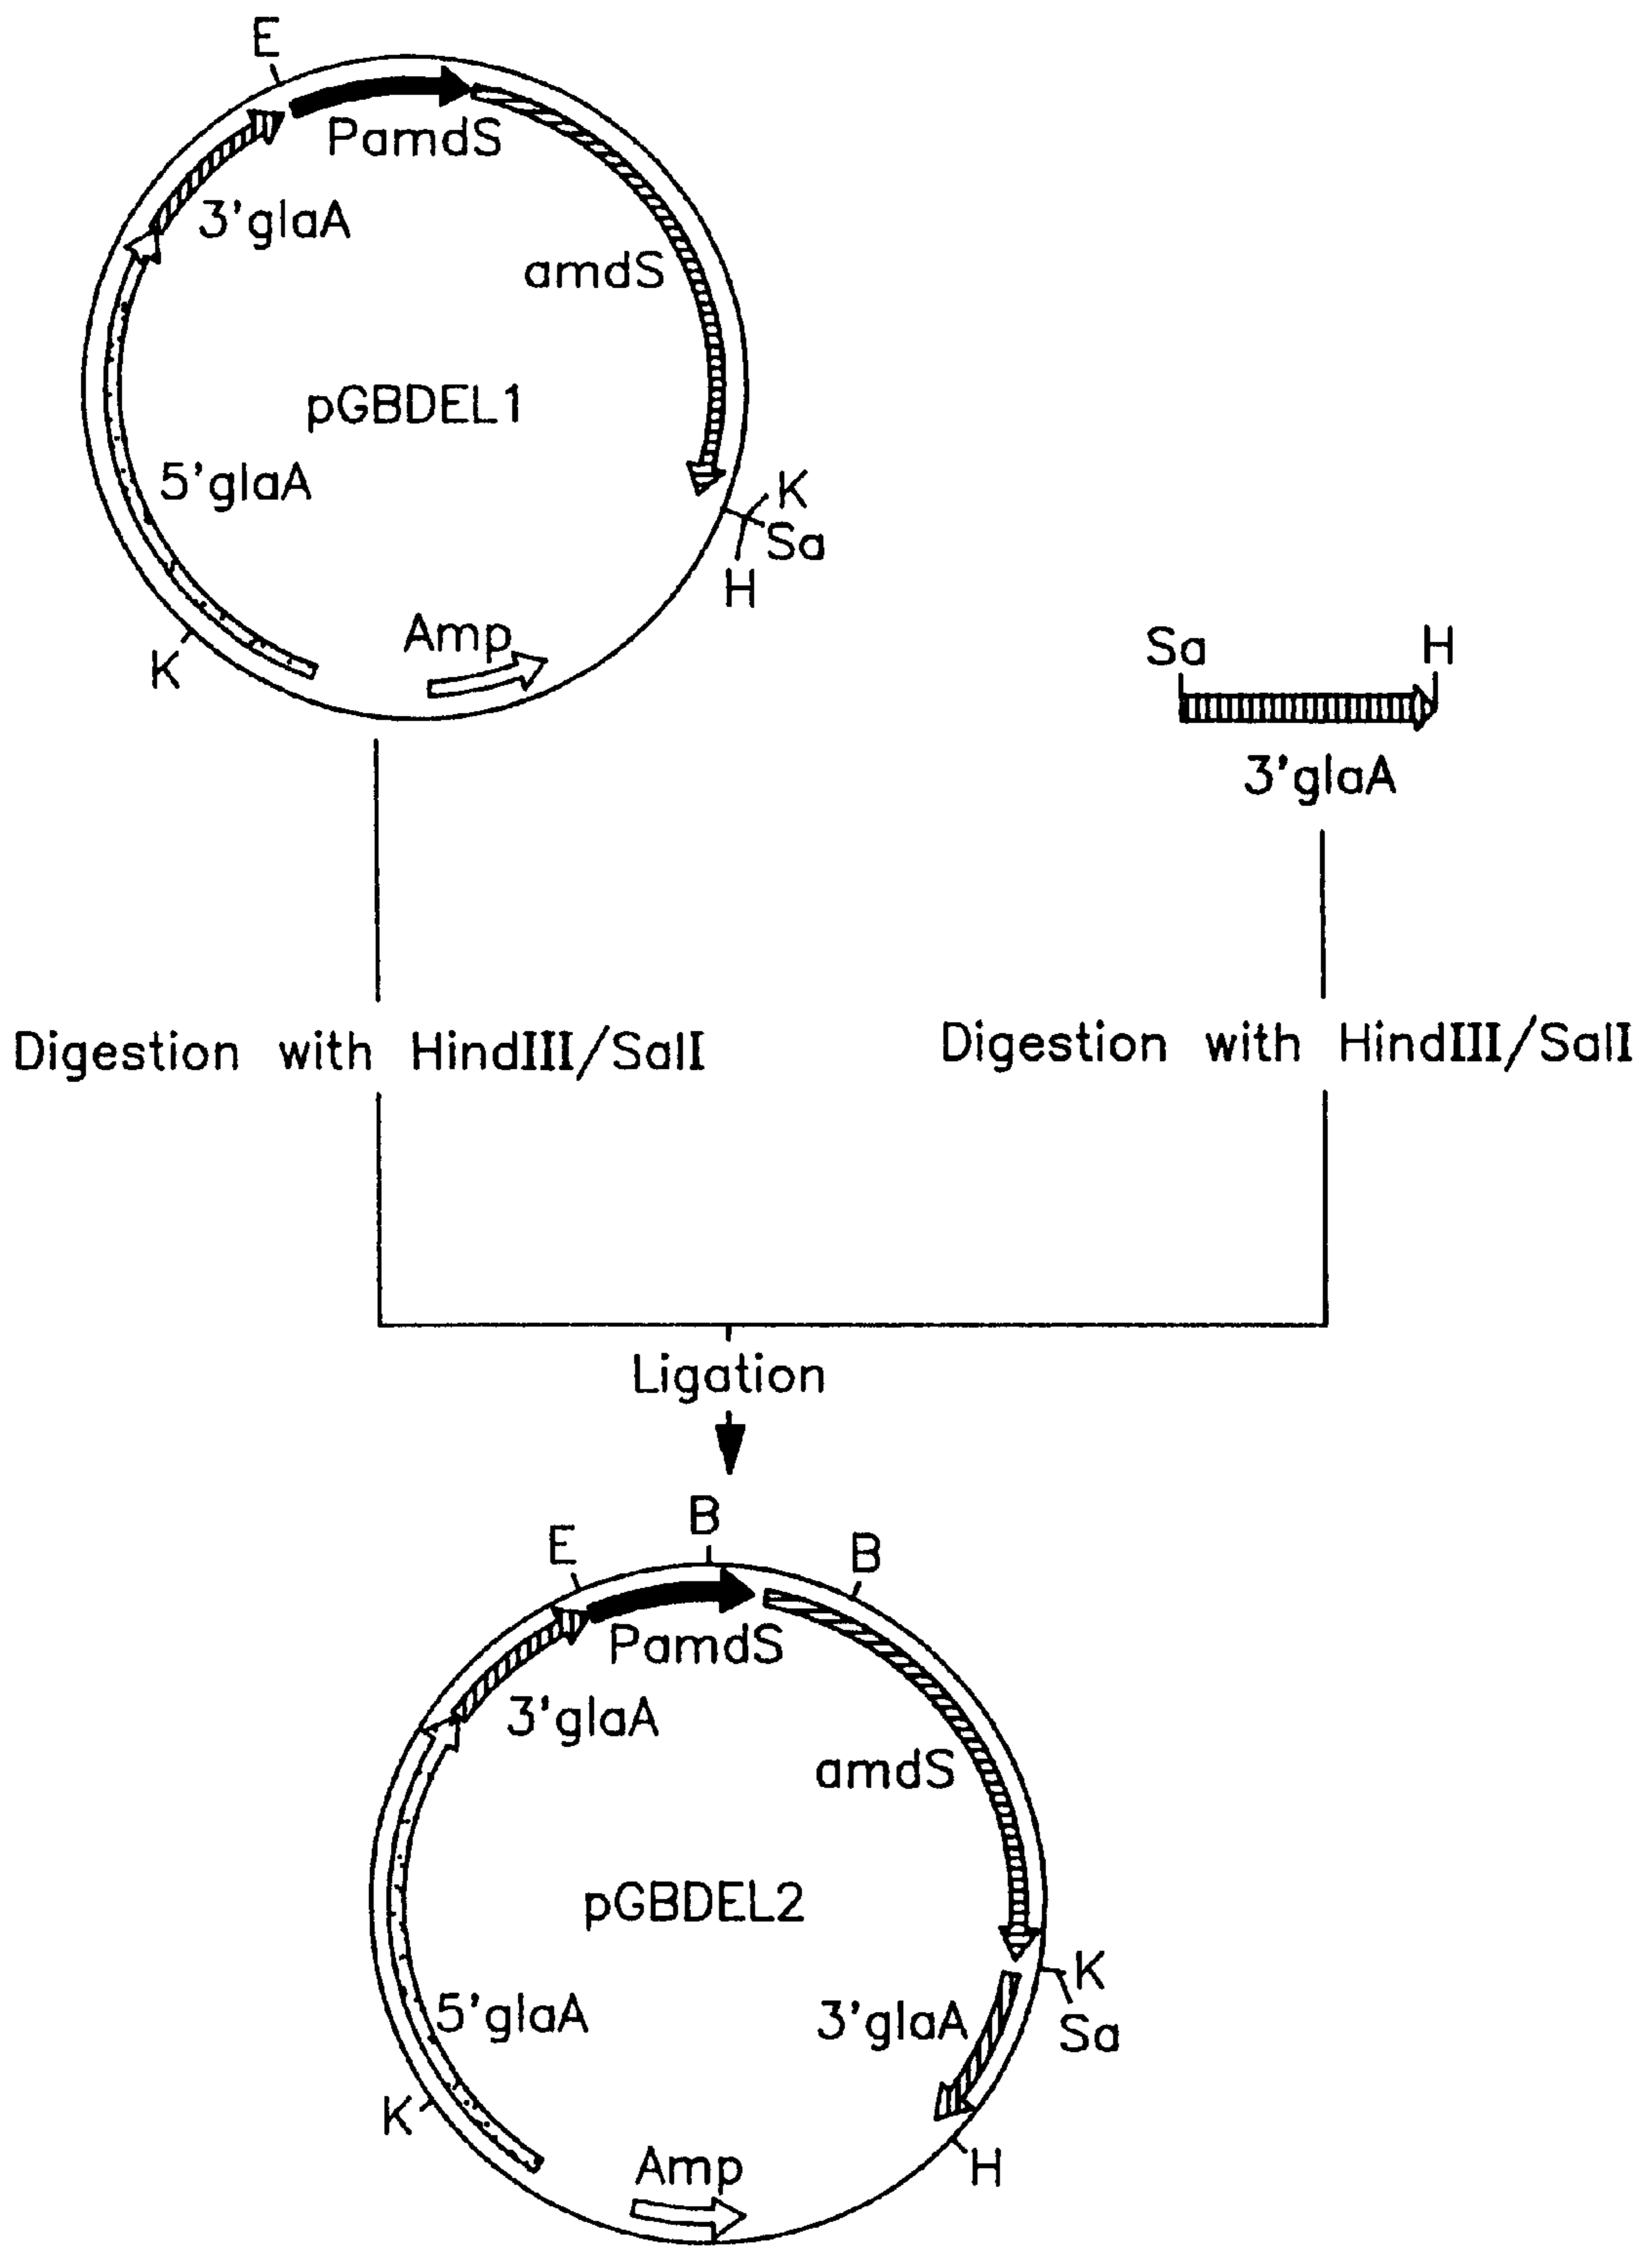 E
PamdS
3'glaA
amdS
pGBDEL1
5'glaA
K
Sa
H
Amp
K
Sa H
3'glaA
Digestion with HindIII/SalI
Digestion with HindIII/SalI
Ligation
B
E
B
PamdS
3'glaA
amdS
pGBDEL2
K
3'glaA
5'glaA
Sa
K
H
Amp